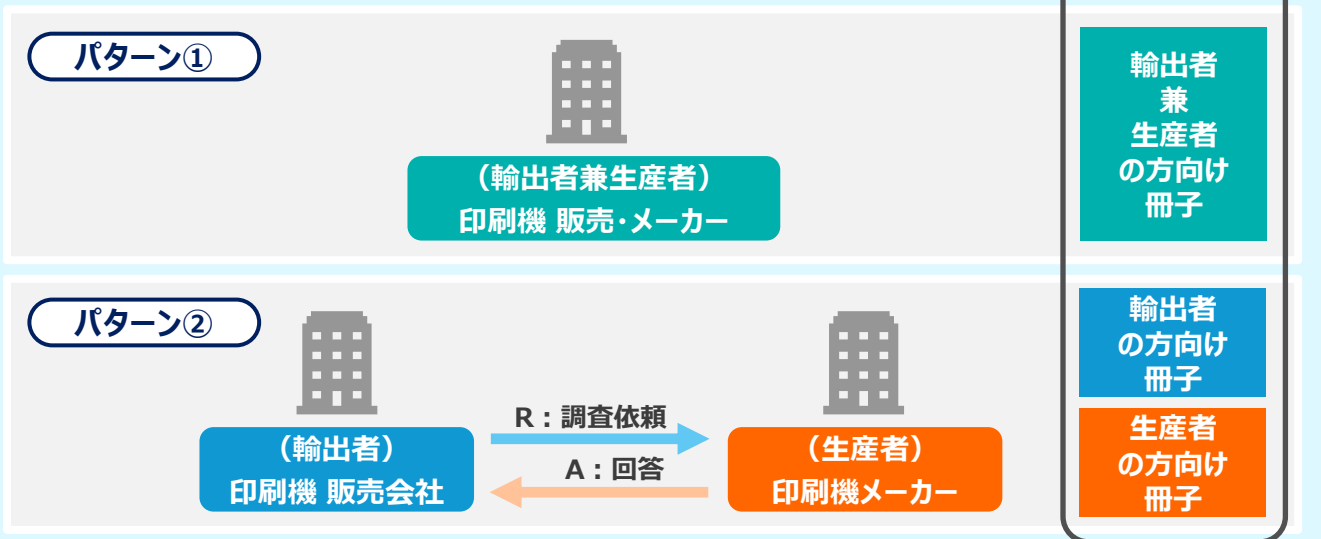 パターン①
(輸出者兼生産者)
印刷機 販売・メーカー
輸出者
兼
生産者
の方向け
冊子
パターン②
R:調査依頼
A:回答
(輸出者)
印刷機 販売会社
(生産者)
印刷機メーカー
輸出者
の方向け
冊子
生産者
の方向け
冊子